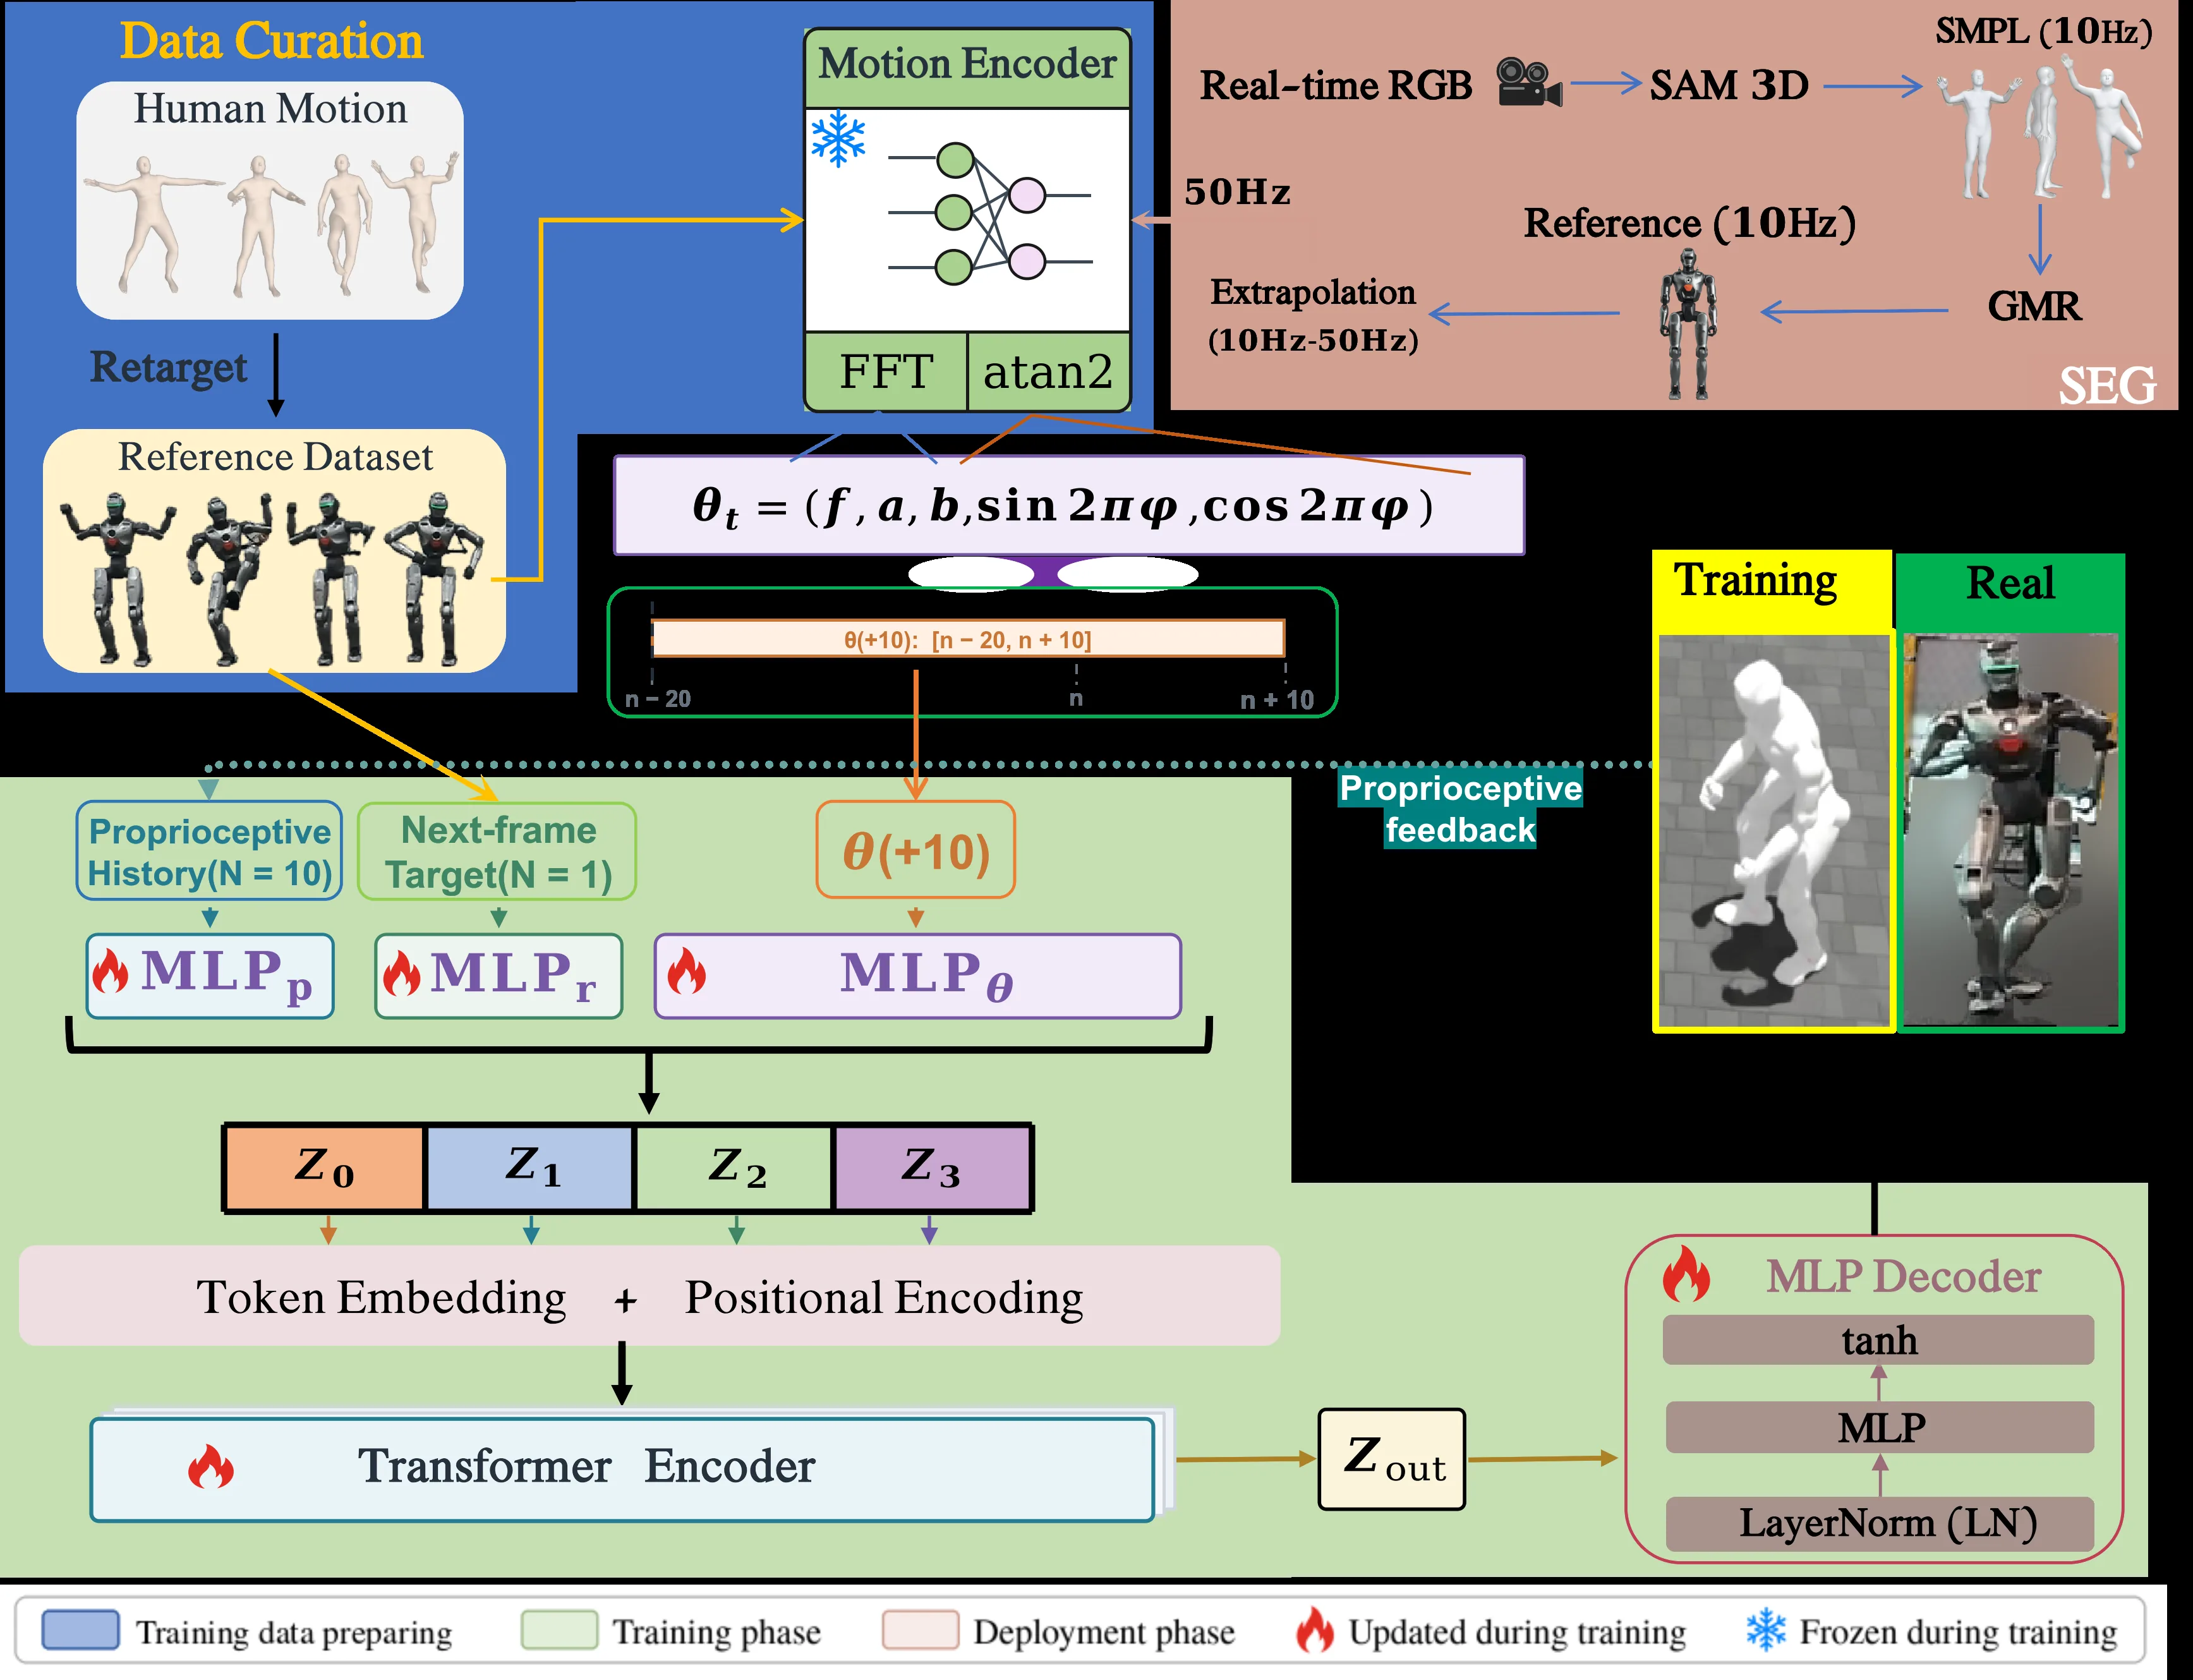 Data Curation
Human Motion
Retarget
Reference Dataset
Motion Encoder
FFT
atan2
Real-time RGB
SAM 3D
SMPL (10Hz)
50Hz
Reference (10Hz)
GMR
Extrapolation
(10Hz-50Hz)
SEG
θt = (f, a, b,sin 2πφ ,cos 2πφ )
θ(+10): [n − 20, n + 10]
n − 20
n
n + 10
Training
Real
Proprioceptive
feedback
Proprioceptive
History(N = 10)
Next-frame
Target(N = 1)
θ(+10)
MLPp
MLPr
MLPθ
Z0
Z1
Z2
Z3
Token Embedding + Positional Encoding
Transformer Encoder
Zout
MLP Decoder
tanh
MLP
LayerNorm (LN)
Training data preparing
Training phase
Deployment phase
Updated during training
Frozen during training